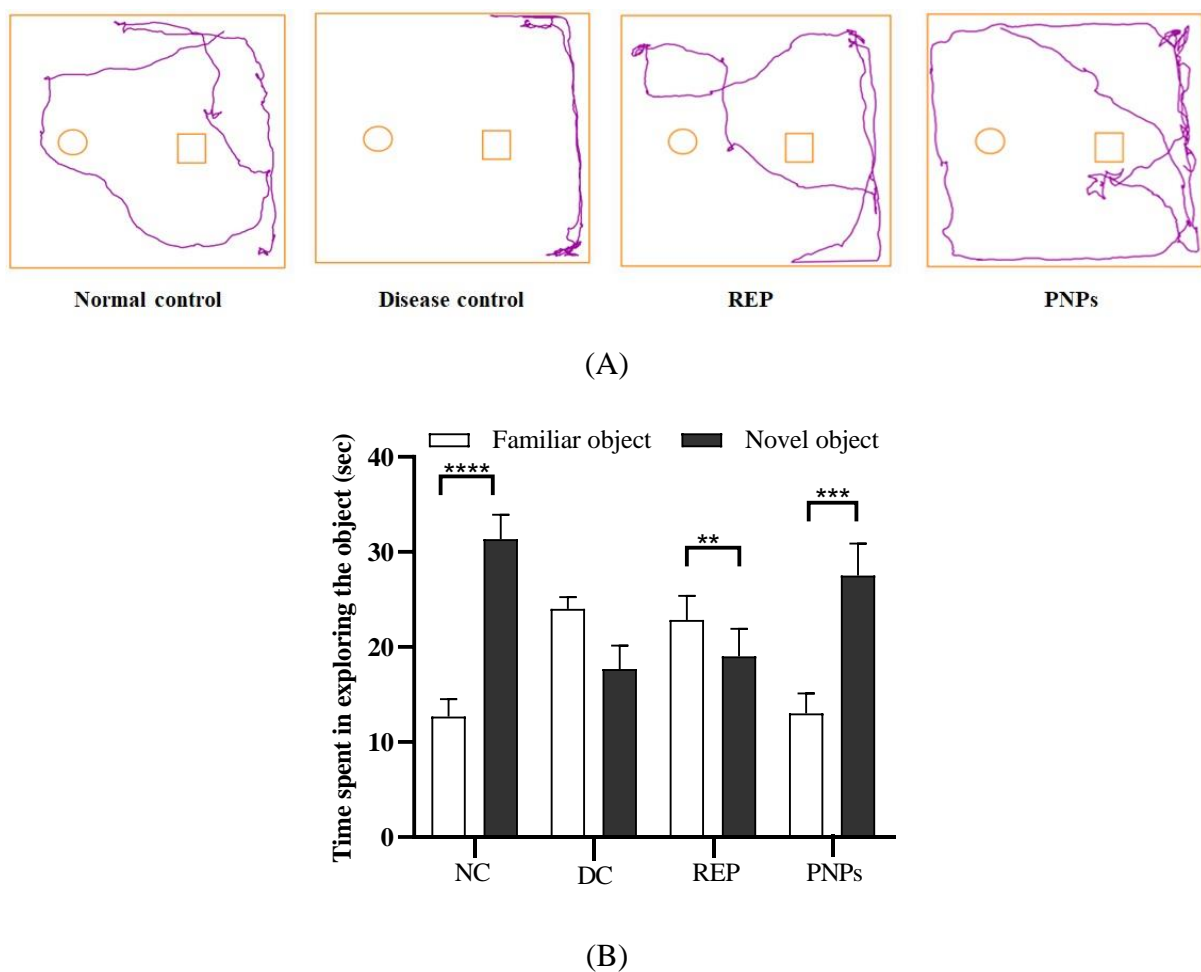 Normal control Disease control REP PNPs
(A)
Familiar object Novel object
Time spent in exploring the object (sec)
40
30
20
10
0
**** ** ***
NC DC REP PNPs
(B)